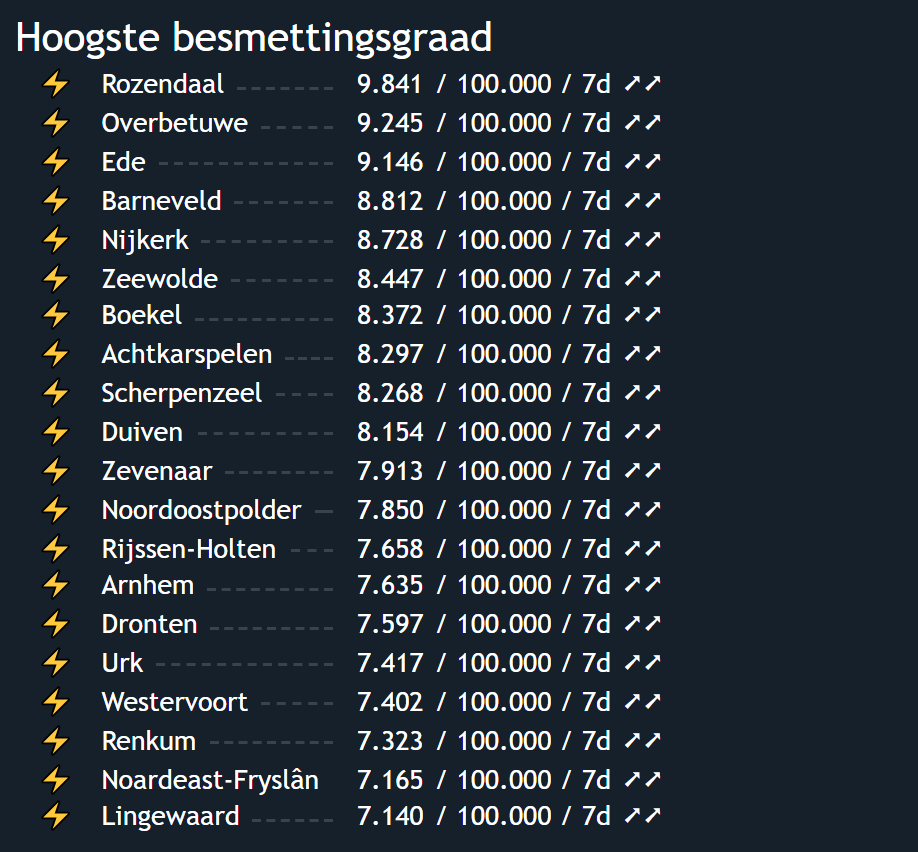 Hoogste besmettingsgraad
⚡ Rozendaal ------- 9.841 / 100.000 / 7d ➚➚
⚡ Overbetuwe ----- 9.245 / 100.000 / 7d ➚➚
⚡ Ede ------------ 9.146 / 100.000 / 7d ➚➚
⚡ Barneveld ------- 8.812 / 100.000 / 7d ➚➚
⚡ Nijkerk --------- 8.728 / 100.000 / 7d ➚➚
⚡ Zeewolde ------- 8.447 / 100.000 / 7d ➚➚
⚡ Boekel ---------- 8.372 / 100.000 / 7d ➚➚
⚡ Achtkarspelen ---- 8.297 / 100.000 / 7d ➚➚
⚡ Scherpenzeel ---- 8.268 / 100.000 / 7d ➚➚
⚡ Duiven --------- 8.154 / 100.000 / 7d ➚➚
⚡ Zevenaar ------- 7.913 / 100.000 / 7d ➚➚
⚡ Noordoostpolder - 7.850 / 100.000 / 7d ➚➚
⚡ Rijssen-Holten --- 7.658 / 100.000 / 7d ➚➚
⚡ Arnhem --------- 7.635 / 100.000 / 7d ➚➚
⚡ Dronten -------- 7.597 / 100.000 / 7d ➚➚
⚡ Urk ------------ 7.417 / 100.000 / 7d ➚➚
⚡ Westervoort ----- 7.402 / 100.000 / 7d ➚➚
⚡ Renkum -------- 7.323 / 100.000 / 7d ➚➚
⚡ Noardeast-Fryslân 7.165 / 100.000 / 7d ➚➚
⚡ Lingewaard ------ 7.140 / 100.000 / 7d ➚➚